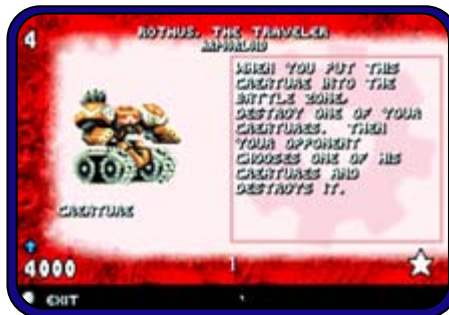 4
ROTHUS, THE TRAVELER
ARMORLOID
WHEN YOU PUT THIS
CREATURE INTO THE
BATTLE ZONE,
DESTROY ONE OF YOUR
CREATURES. THEN
YOUR OPPONENT
CHOOSES ONE OF HIS
CREATURES AND
DESTROYS IT.
CREATURE
4000
1
EXIT